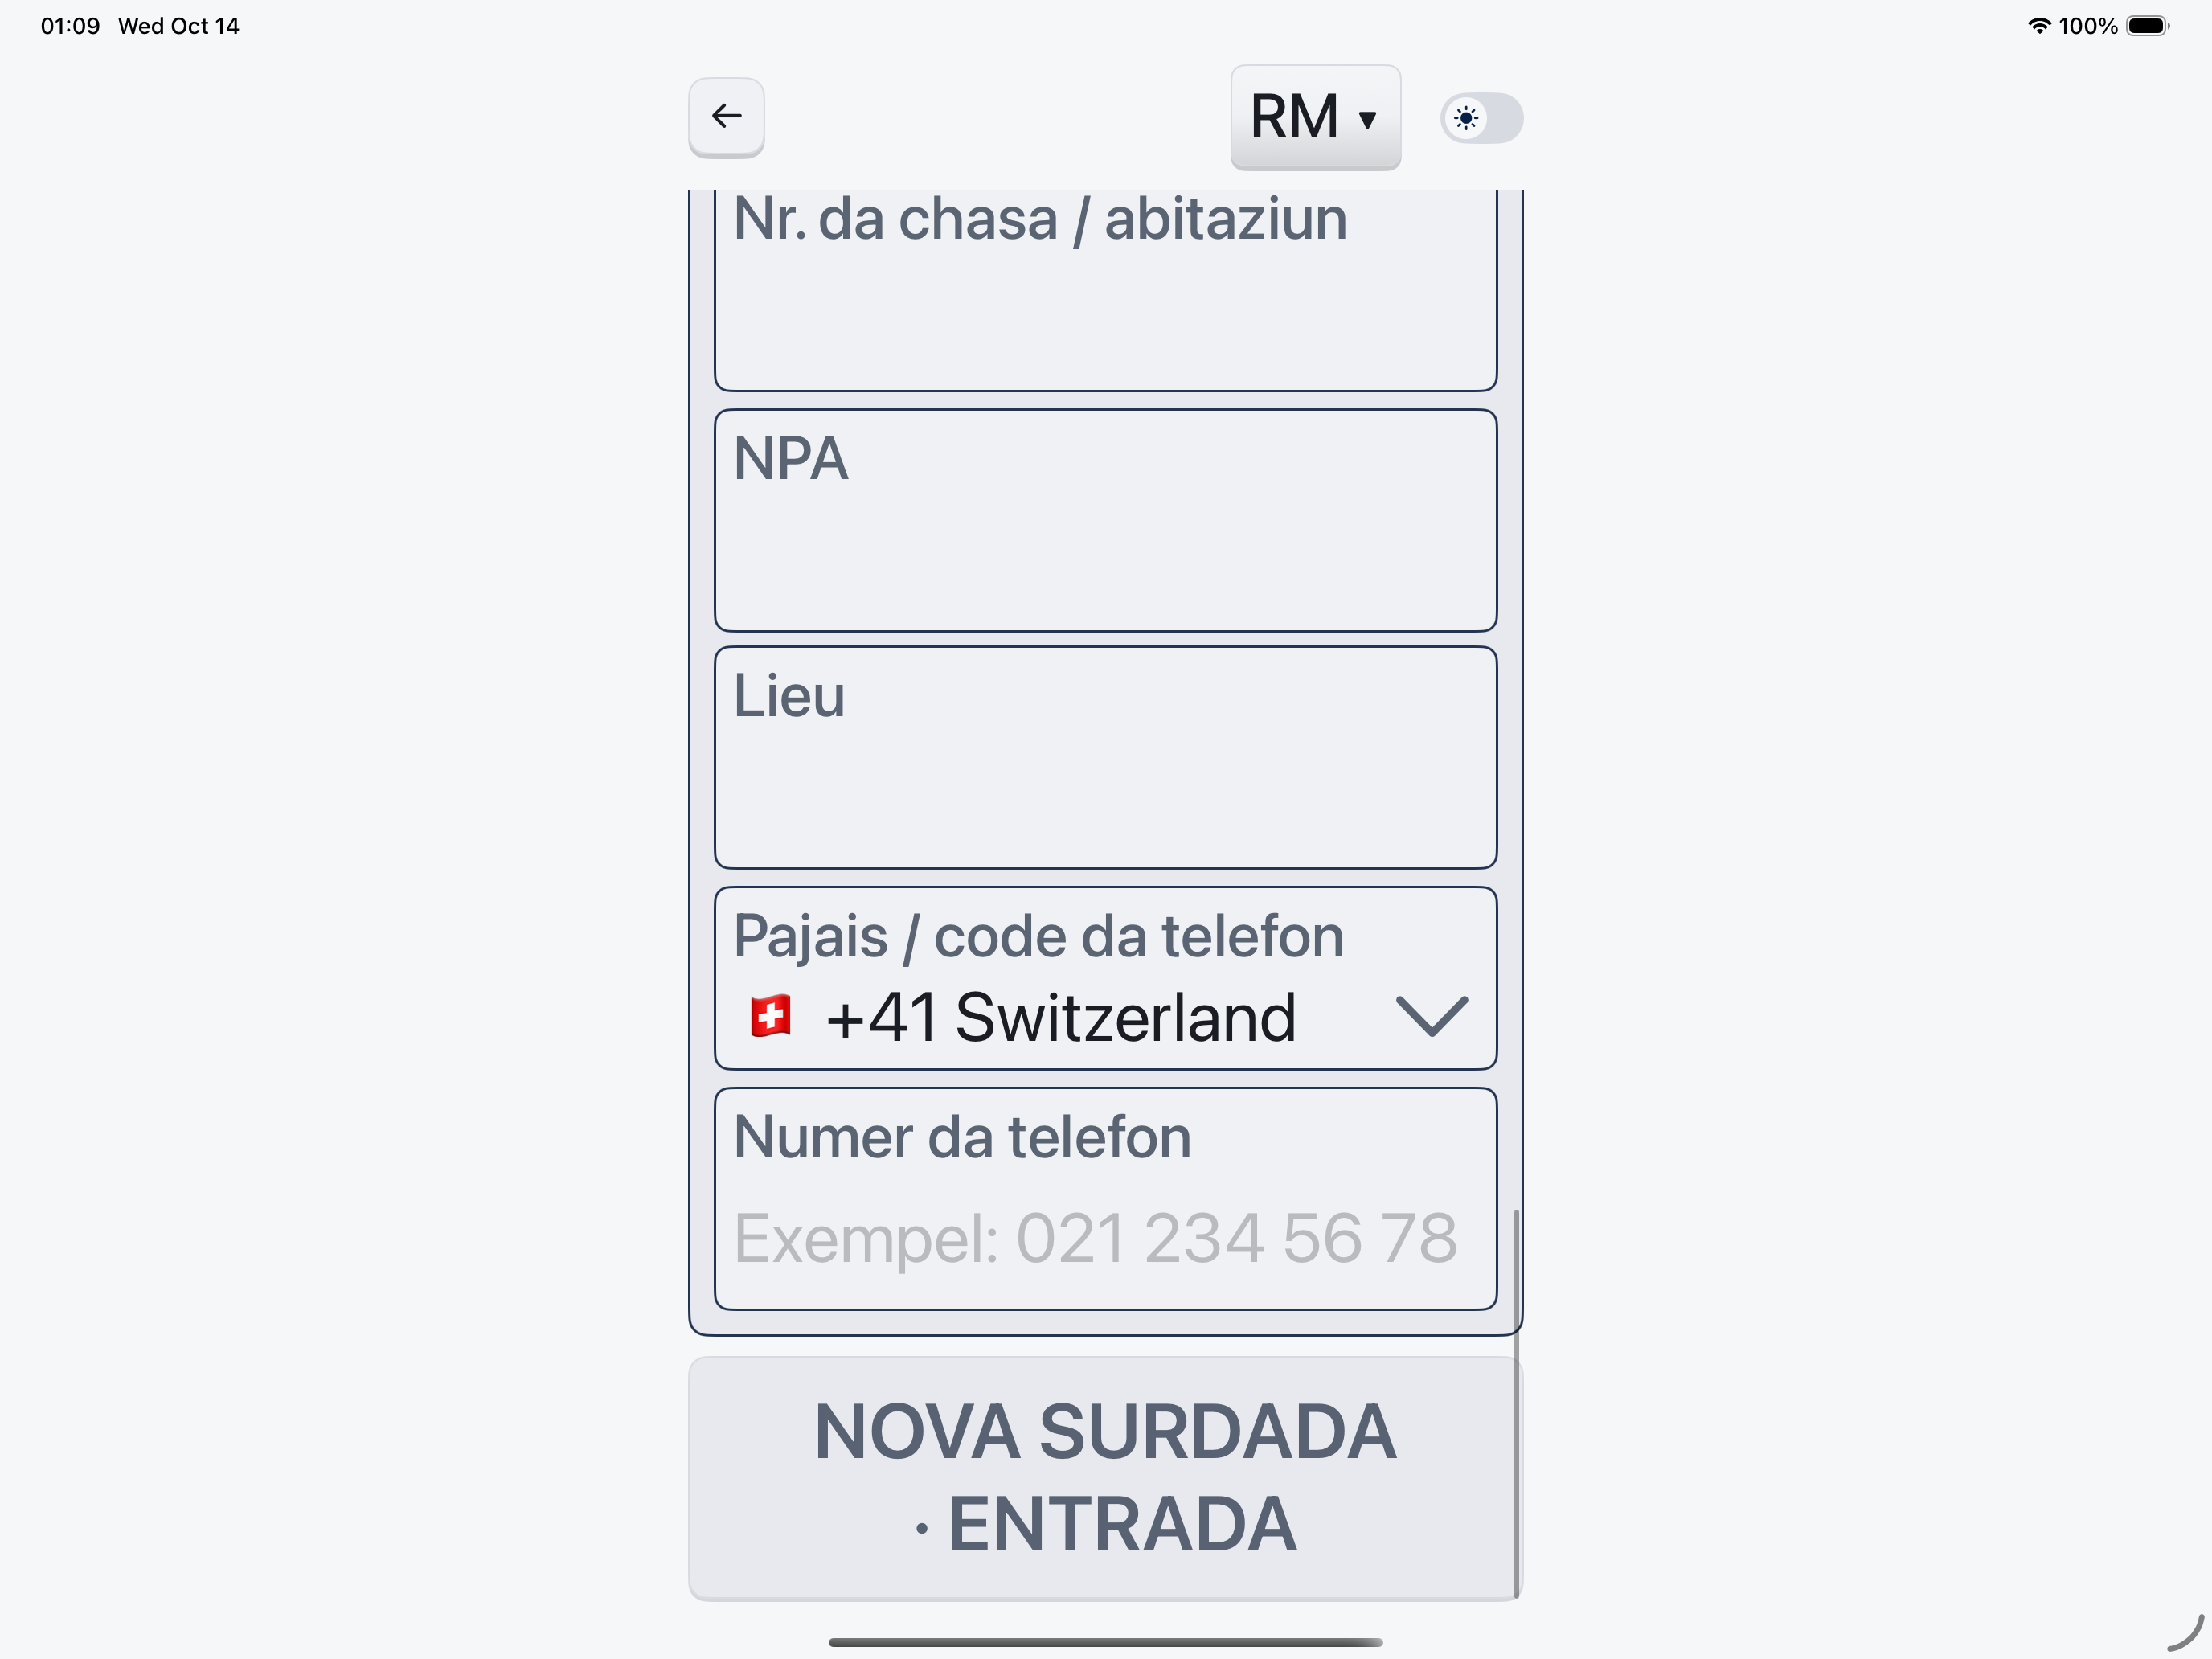 01:09 Wed Oct 14
100%
RM ▼
Nr. da chasa / abitaziun
NPA
Lieu
Pajais / code da telefon
+41 Switzerland
Numer da telefon
Exempel: 021 234 56 78
NOVA SURDADA
· ENTRADA